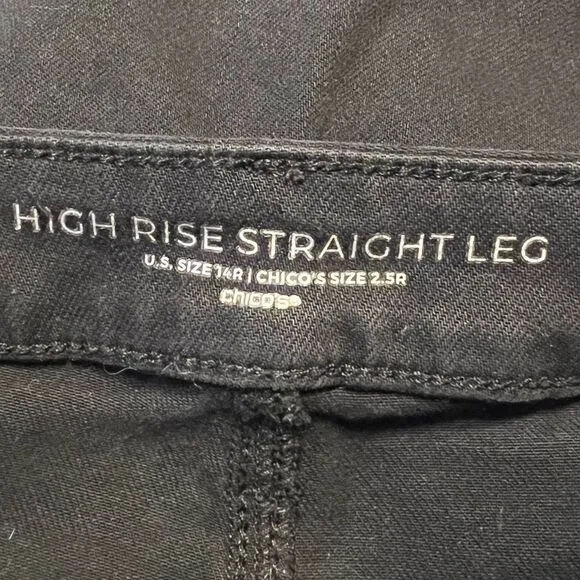 HIGH RISE STRAIGHT LEG
U.S. SIZE 14R | CHICO'S SIZE 2.5R
chico's®